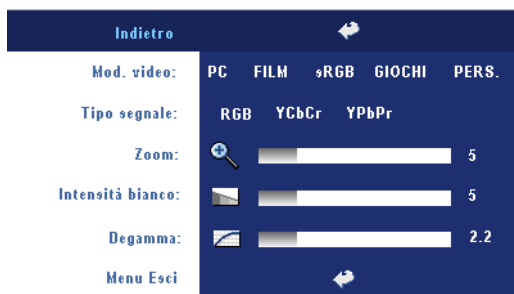 Indietro
Mod. video: PC FILM sRGB GIOCHI PERS.
Tipo segnale: RGB YCbCr YPbPr
Zoom: 5
Intensità bianco: 5
Degamma: 2.2
Menu Esci